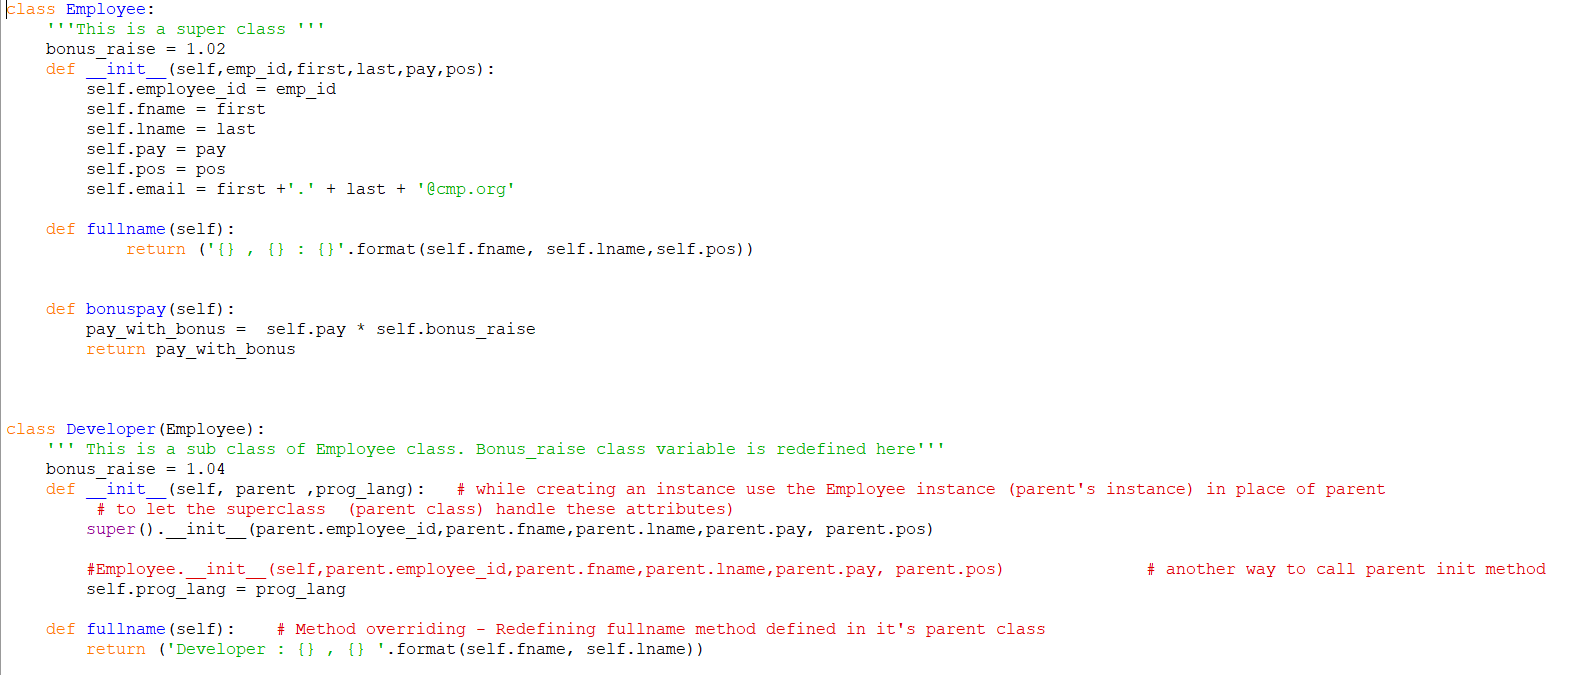 class Employee:
    '''This is a super class '''
    bonus_raise = 1.02
    def __init__(self,emp_id,first,last,pay,pos):
        self.employee_id = emp_id
        self.fname = first
        self.lname = last
        self.pay = pay
        self.pos = pos
        self.email = first +'.' + last + '@cmp.org'

    def fullname(self):
            return ('{} , {} : {}'.format(self.fname, self.lname,self.pos))


    def bonuspay(self):
        pay_with_bonus =  self.pay * self.bonus_raise
        return pay_with_bonus



class Developer(Employee):
    ''' This is a sub class of Employee class. Bonus_raise class variable is redefined here'''
    bonus_raise = 1.04
    def __init__(self, parent ,prog_lang):   # while creating an instance use the Employee instance (parent's instance) in place of parent
         # to let the superclass  (parent class) handle these attributes)
        super().__init__(parent.employee_id,parent.fname,parent.lname,parent.pay, parent.pos)

        #Employee.__init__(self,parent.employee_id,parent.fname,parent.lname,parent.pay, parent.pos)              # another way to call parent init method
        self.prog_lang = prog_lang

    def fullname(self):    # Method overriding - Redefining fullname method defined in it's parent class
        return ('Developer : {} , {} '.format(self.fname, self.lname))